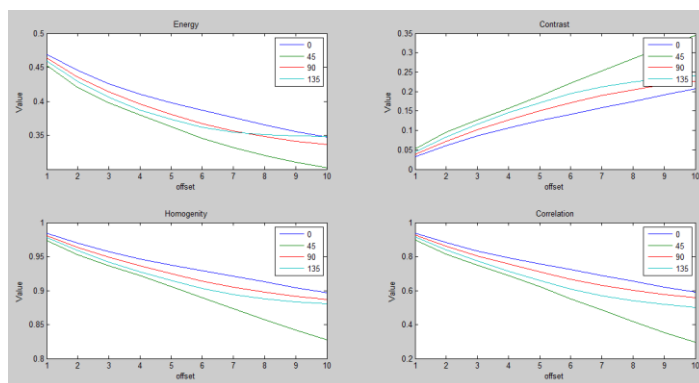 Energy
0.5
0.45
0.4
0.35
Value
1 2 3 4 5 6 7 8 9 10
offset
0
45
90
135
Contrast
0.35
0.3
0.25
0.2
0.15
0.1
0.05
0
Value
1 2 3 4 5 6 7 8 9 10
offset
0
45
90
135
Homogenity
1
0.95
0.9
0.85
0.8
Value
1 2 3 4 5 6 7 8 9 10
offset
0
45
90
135
Correlation
1
0.8
0.6
0.4
0.2
Value
1 2 3 4 5 6 7 8 9 10
offset
0
45
90
135